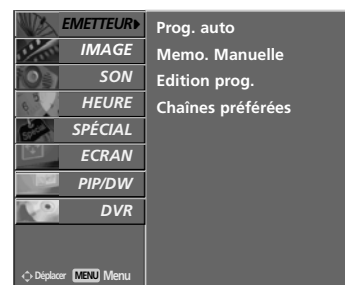 EMETTEUR
IMAGE
SON
HEURE
SPÉCIAL
ECRAN
PIP/DW
DVR
Déplacer MENU Menu
Prog. auto
Memo. Manuelle
Edition prog.
Chaînes préférées